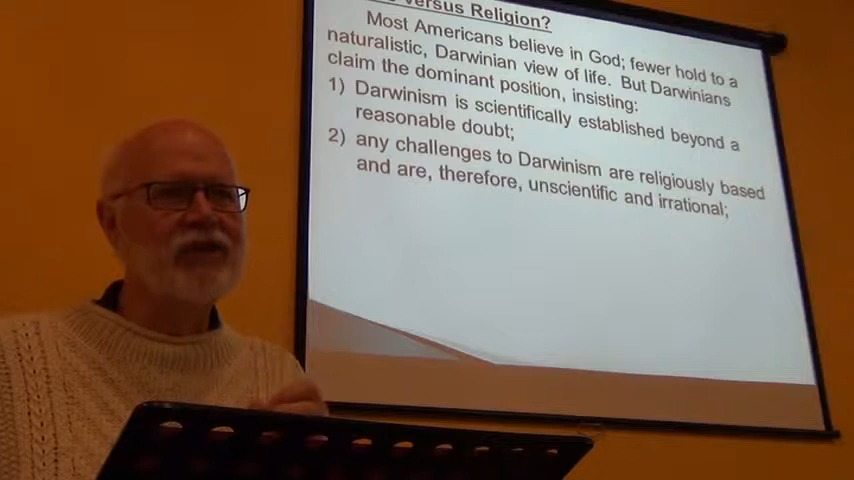 versus Religion?
Most Americans believe in God; fewer hold to a
naturalistic, Darwinian view of life. But Darwinians
claim the dominant position, insisting:
1) Darwinism is scientifically established beyond a
reasonable doubt;
2) any challenges to Darwinism are religiously based
and are, therefore, unscientific and irrational;